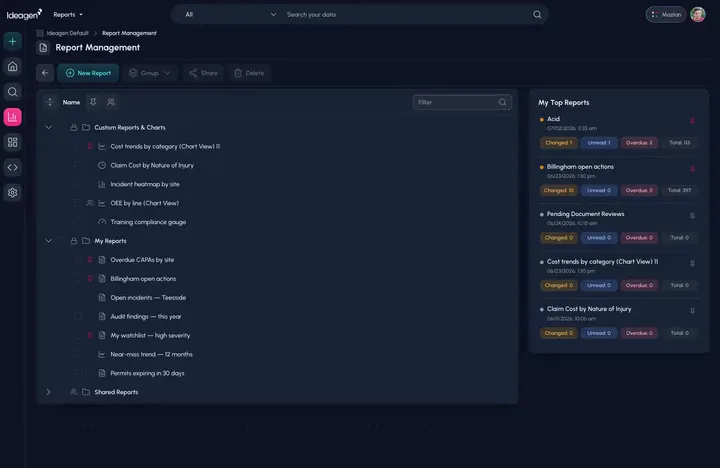 Ideagen
Reports
All
Search your data
Mazlan
Ideagen Default > Report Management
Report Management
New Report
Group
Share
Delete
Name
Filter
Custom Reports & Charts
Cost trends by category (Chart View) 11
Claim Cost by Nature of Injury
Incident heatmap by site
OEE by line (Chart View)
Training compliance gauge
My Reports
Overdue CAPAs by site
Billingham open actions
Open incidents — Teesside
Audit findings — this year
My watchlist — high severity
Near-miss trend — 12 months
Permits expiring in 30 days
Shared Reports
My Top Reports
Acid
07/02/2026, 11:33 am
Changed: 1 Unread: 1 Overdue: 3 Total: 113
Billingham open actions
06/23/2026, 1:30 pm
Changed: 10 Unread: 0 Overdue: 0 Total: 397
Pending Document Reviews
06/24/2026, 10:15 am
Changed: 0 Unread: 0 Overdue: 0 Total: 0
Cost trends by category (Chart View) 11
06/23/2026, 1:30 pm
Changed: 0 Unread: 0 Overdue: 0 Total: 0
Claim Cost by Nature of Injury
06/11/2026, 10:06 am
Changed: 0 Unread: 0 Overdue: 0 Total: 0